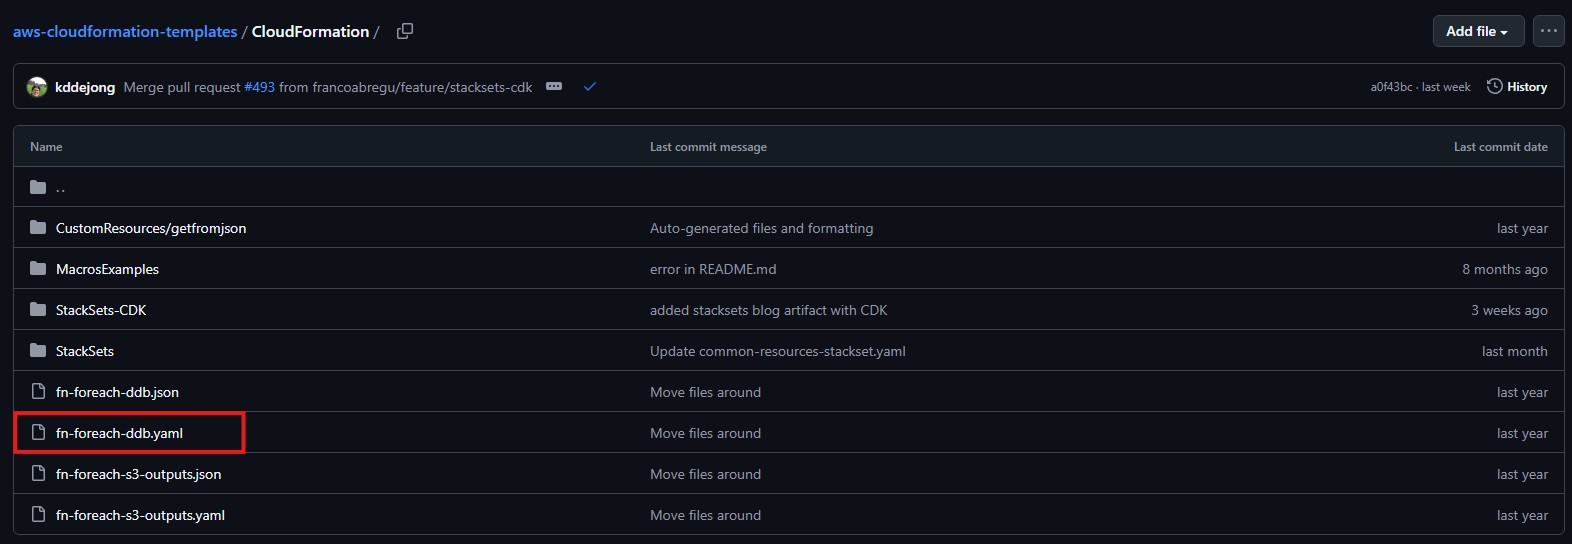 aws-cloudformation-templates / CloudFormation /
Add file
kddejong Merge pull request #493 from francoabregu/feature/stacksets-cdk
a0f43bc · last week
History
Name Last commit message Last commit date
..
CustomResources/getfromjson Auto-generated files and formatting last year
MacrosExamples error in README.md 8 months ago
StackSets-CDK added stacksets blog artifact with CDK 3 weeks ago
StackSets Update common-resources-stackset.yaml last month
fn-foreach-ddb.json Move files around last year
fn-foreach-ddb.yaml Move files around last year
fn-foreach-s3-outputs.json Move files around last year
fn-foreach-s3-outputs.yaml Move files around last year